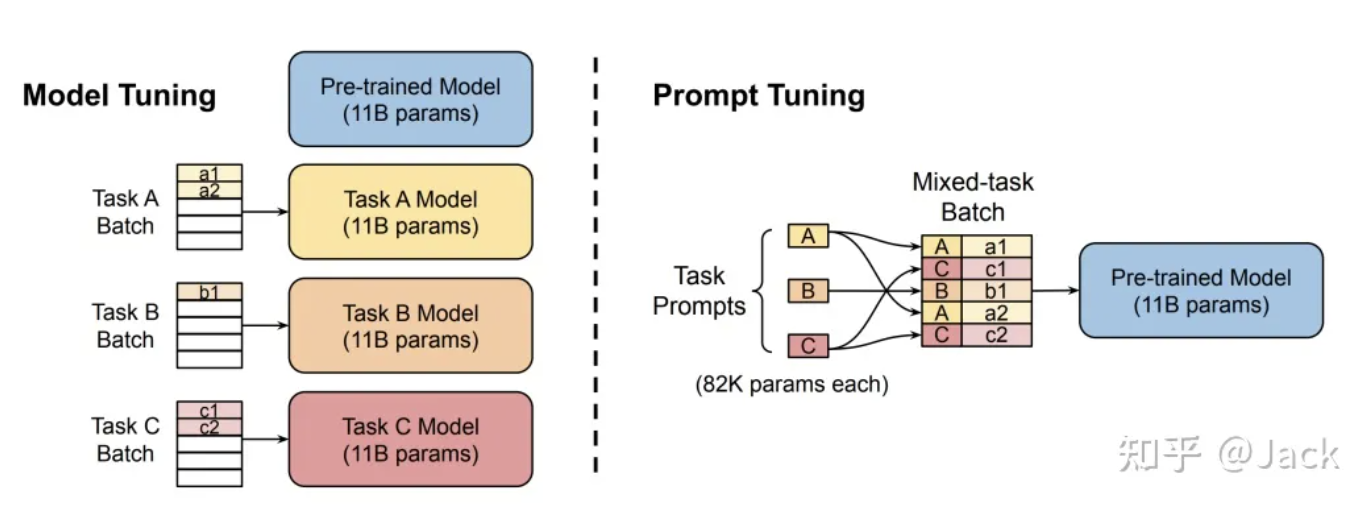 Model Tuning
Pre-trained Model
(11B params)
a1
a2
Task A
Batch
Task A Model
(11B params)
b1
Task B
Batch
Task B Model
(11B params)
c1
c2
Task C
Batch
Task C Model
(11B params)
Prompt Tuning
Mixed-task
Batch
Task
Prompts
A
B
C
(82K params each)
A a1
C c1
B b1
A a2
C c2
Pre-trained Model
(11B params)
知乎 @Jack